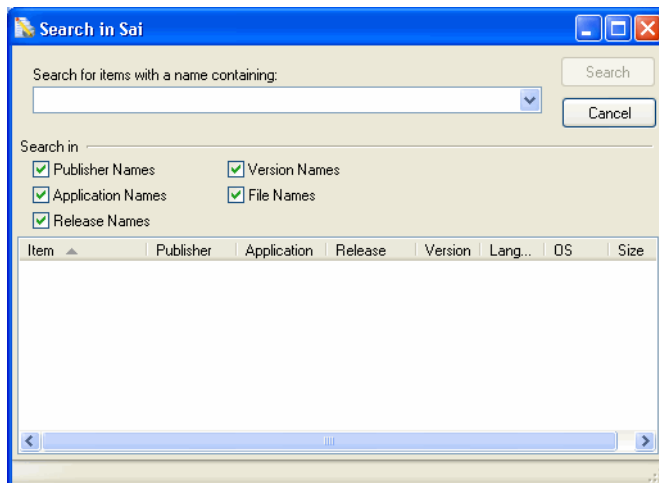 Search in Sai
Search for items with a name containing:
Search
Cancel
Search in
Publisher Names
Version Names
Application Names
File Names
Release Names
Item Publisher Application Release Version Lang... OS Size